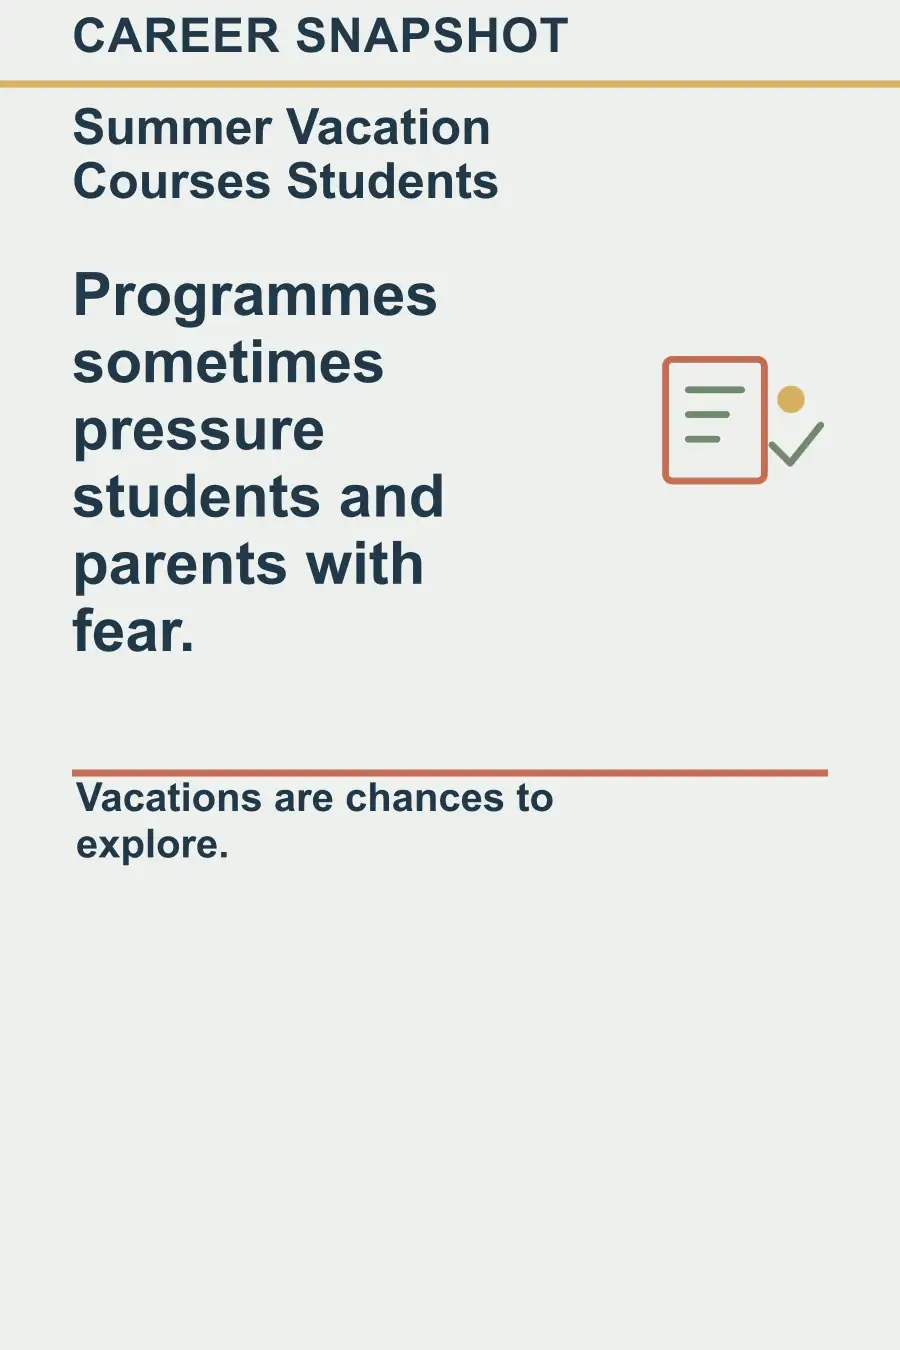 CAREER SNAPSHOT
Summer Vacation
Courses Students
Programmes
sometimes
pressure
students and
parents with
fear.
Vacations are chances to
explore.